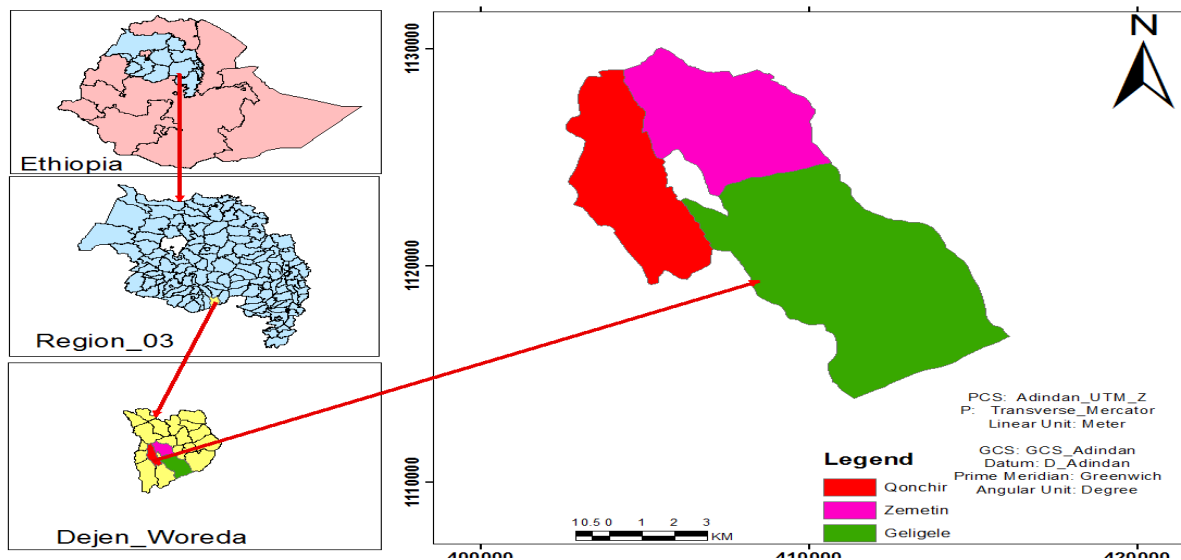 Ethiopia
Region_03
Dejen_Woreda
1130000
1120000
1110000
N
PCS: Adindan_UTM_Z
P: Transverse_Mercator
Linear Unit: Meter
GCS: GCS_Adindan
Datum: D_Adindan
Prime Meridian: Greenwich
Angular Unit: Degree
Legend
Qonchir
Zemetin
Geligele
1 0.5 0 1 2 3
KM